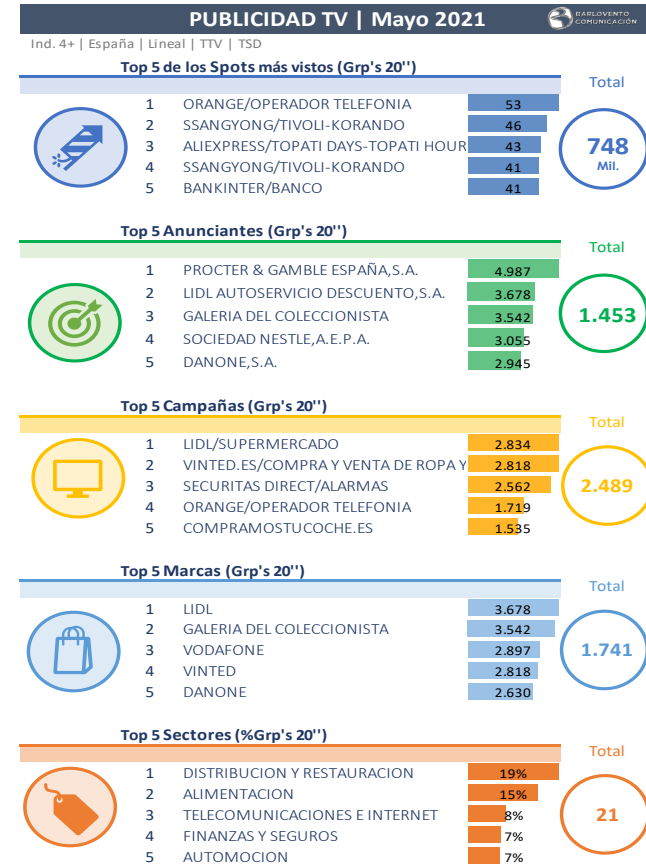 PUBLICIDAD TV | Mayo 2021
BARLOVENTO
COMUNICACIÓN
Ind. 4+ | España | Lineal | TTV | TSD
Top 5 de los Spots más vistos (Grp's 20'')
Total
1 ORANGE/OPERADOR TELEFONIA 53
2 SSANGYONG/TIVOLI-KORANDO 46
3 ALIEXPRESS/TOPATI DAYS-TOPATI HOUR 43
4 SSANGYONG/TIVOLI-KORANDO 41
5 BANKINTER/BANCO 41
748
Mil.
Top 5 Anunciantes (Grp's 20'')
Total
1 PROCTER & GAMBLE ESPAÑA,S.A. 4.987
2 LIDL AUTOSERVICIO DESCUENTO,S.A. 3.678
3 GALERIA DEL COLECCIONISTA 3.542
4 SOCIEDAD NESTLE,A.E.P.A. 3.055
5 DANONE,S.A. 2.945
1.453
Top 5 Campañas (Grp's 20'')
Total
1 LIDL/SUPERMERCADO 2.834
2 VINTED.ES/COMPRA Y VENTA DE ROPA Y 2.818
3 SECURITAS DIRECT/ALARMAS 2.562
4 ORANGE/OPERADOR TELEFONIA 1.719
5 COMPRAMOSTUCOCHE.ES 1.535
2.489
Top 5 Marcas (Grp's 20'')
Total
1 LIDL 3.678
2 GALERIA DEL COLECCIONISTA 3.542
3 VODAFONE 2.897
4 VINTED 2.818
5 DANONE 2.630
1.741
Top 5 Sectores (%Grp's 20'')
Total
1 DISTRIBUCION Y RESTAURACION 19%
2 ALIMENTACION 15%
3 TELECOMUNICACIONES E INTERNET 8%
4 FINANZAS Y SEGUROS 7%
5 AUTOMOCION 7%
21